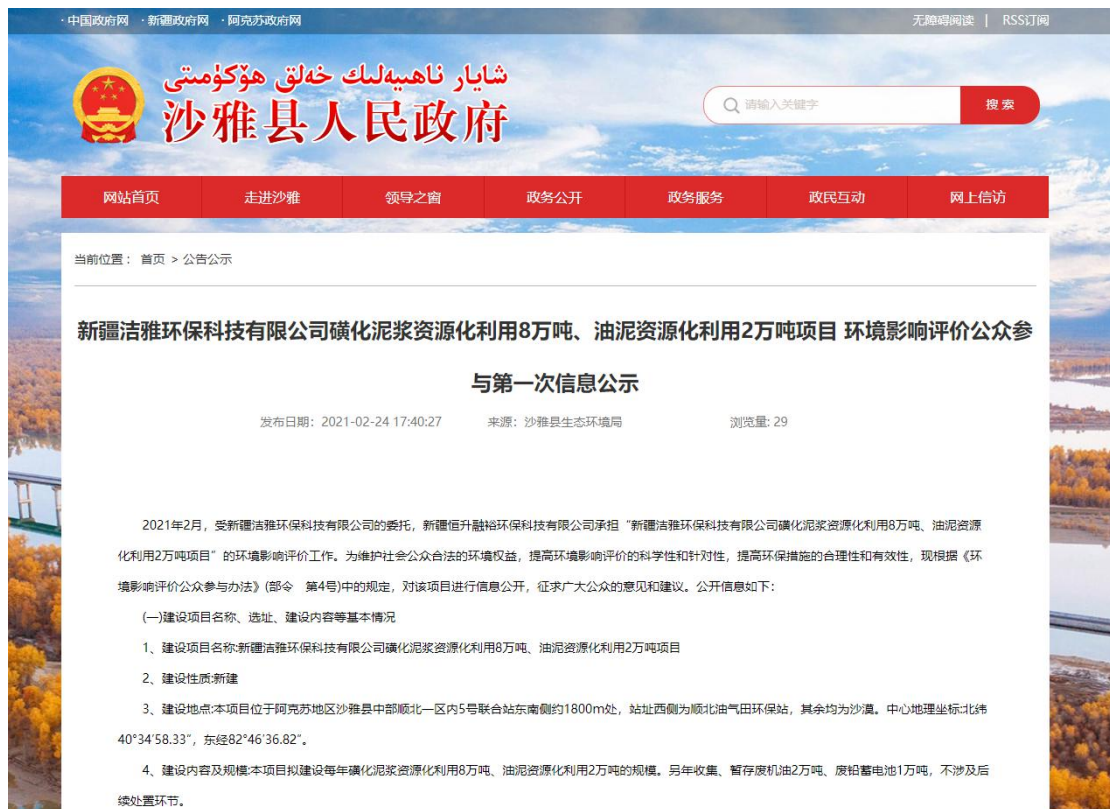 ·中国政府网 ·新疆政府网 ·阿克苏政府网 无障碍阅读 | RSS订阅
شايار ناھىيەلىك خەلق ھۆكۈمىتى
沙雅县人民政府
请输入关键字 搜索
网站首页 走进沙雅 领导之窗 政务公开 政务服务 政民互动 网上信访
当前位置： 首页 > 公告公示
新疆洁雅环保科技有限公司磺化泥浆资源化利用8万吨、油泥资源化利用2万吨项目 环境影响评价公众参
与第一次信息公示
发布日期：2021-02-24 17:40:27 来源：沙雅县生态环境局 浏览量: 29
2021年2月，受新疆洁雅环保科技有限公司的委托，新疆恒升融裕环保科技有限公司承担“新疆洁雅环保科技有限公司磺化泥浆资源化利用8万吨、油泥资源
化利用2万吨项目”的环境影响评价工作。为维护社会公众合法的环境权益，提高环境影响评价的科学性和针对性，提高环保措施的合理性和有效性，现根据《环
境影响评价公众参与办法》(部令 第4号)中的规定，对该项目进行信息公开，征求广大公众的意见和建议。公开信息如下：
(一)建设项目名称、选址、建设内容等基本情况
1、建设项目名称:新疆洁雅环保科技有限公司磺化泥浆资源化利用8万吨、油泥资源化利用2万吨项目
2、建设性质:新建
3、建设地点:本项目位于阿克苏地区沙雅县中部顺北一区内5号联合站东南侧约1800m处，站址西侧为顺北油气田环保站，其余均为沙漠。中心地理坐标:北纬
40°34′58.33″，东经82°46′36.82″。
4、建设内容及规模:本项目拟建设每年磺化泥浆资源化利用8万吨、油泥资源化利用2万吨的规模。另年收集、暂存废机油2万吨、废铅蓄电池1万吨，不涉及后
续处置环节。